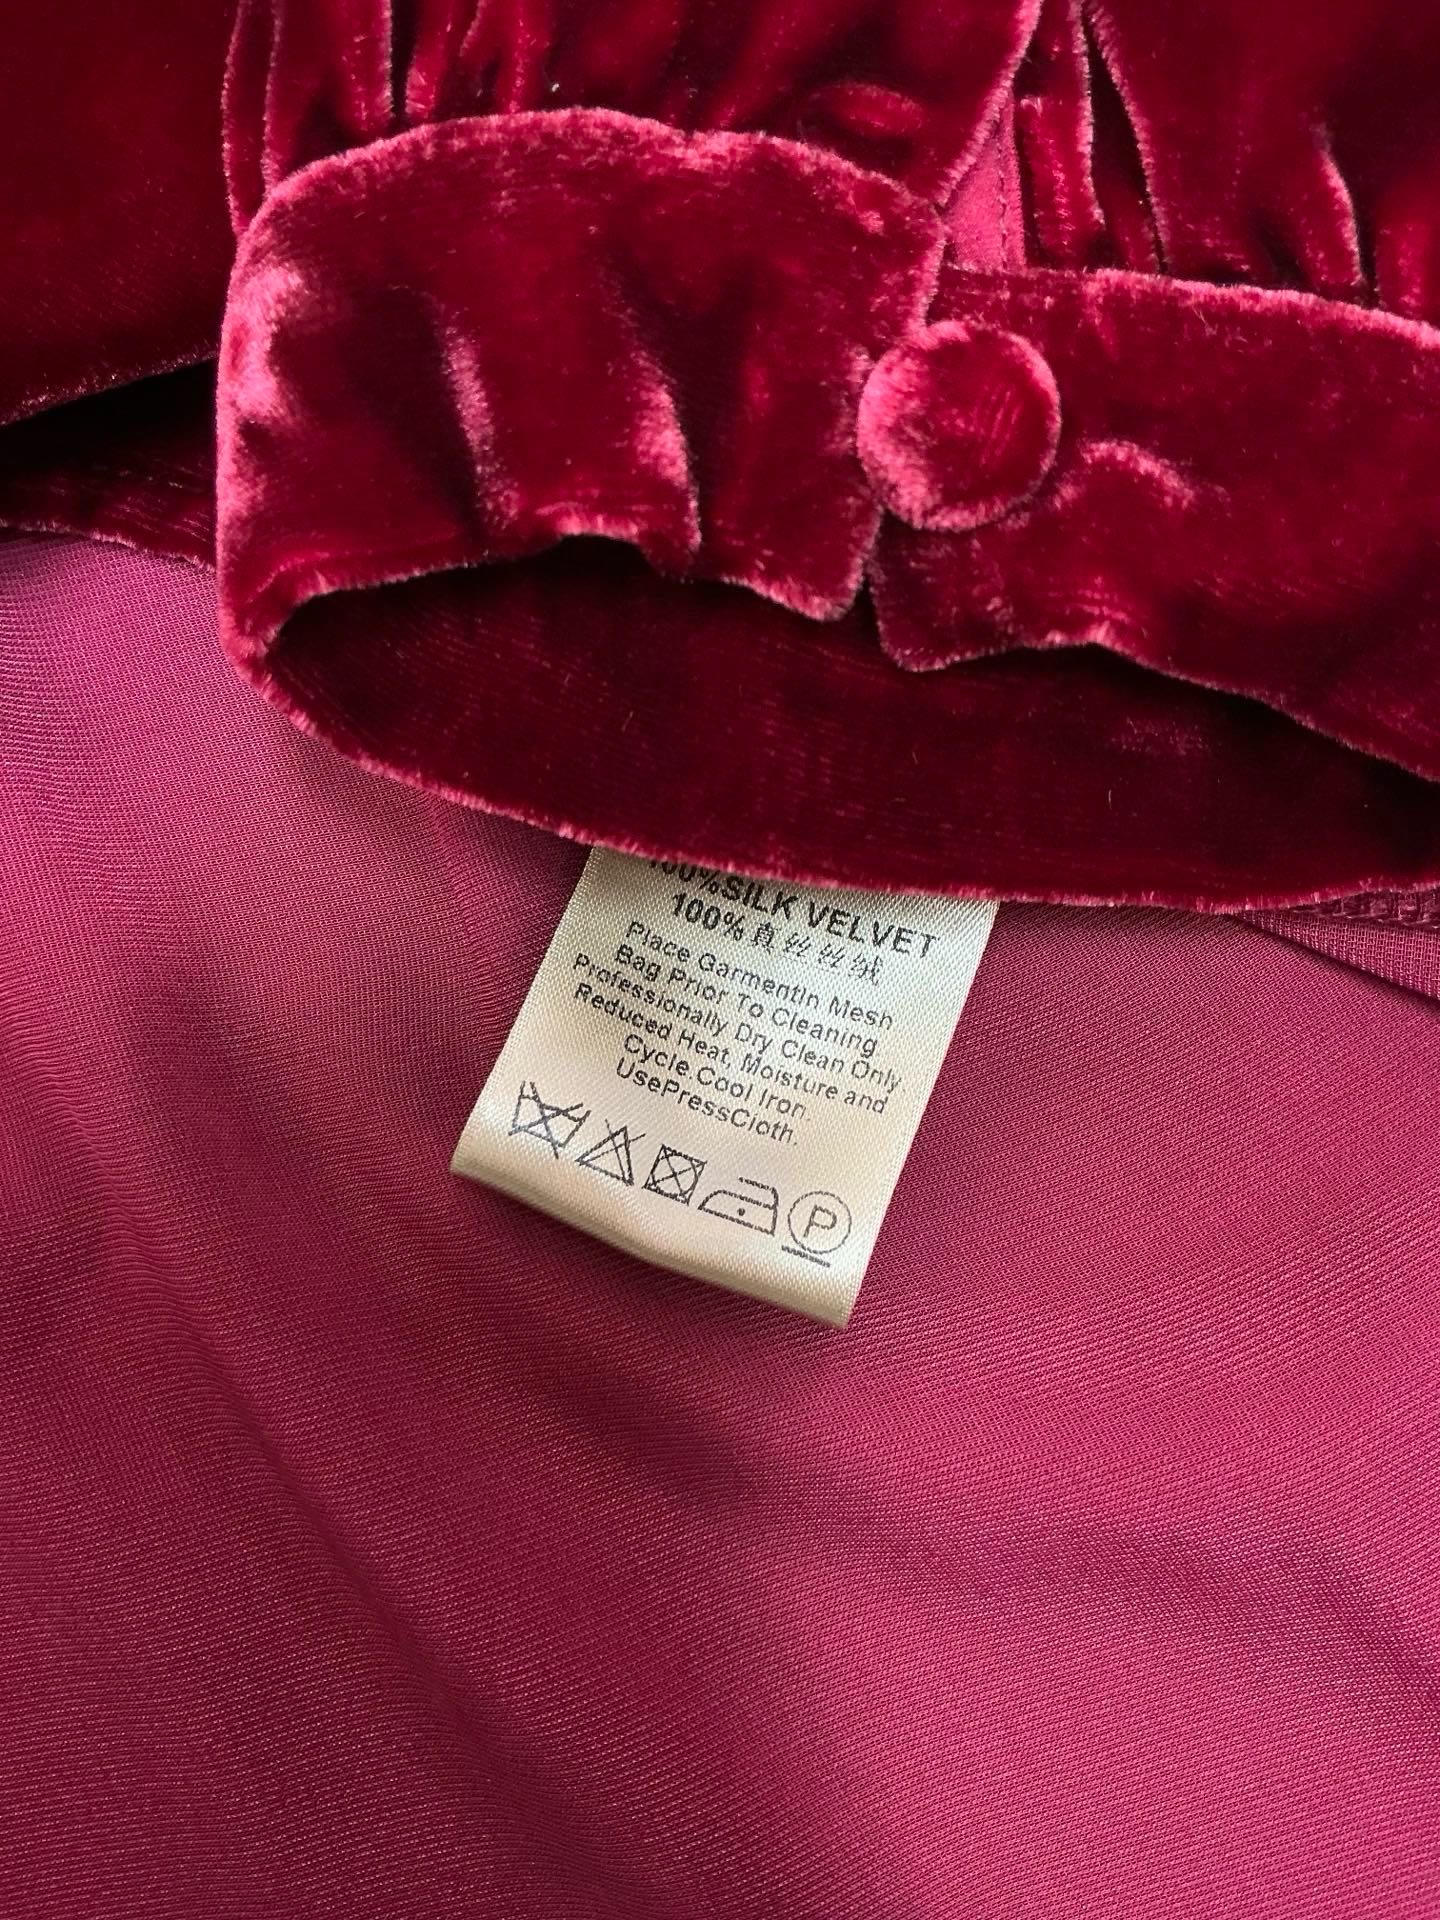 100%SILK VELVET
100%真丝丝绒
Place GarmentIn Mesh
Bag Prior To Cleaning
Professionally Dry Clean Only
Reduced Heat, Moisture and
Cycle.Cool Iron.
UsePressCloth.
P